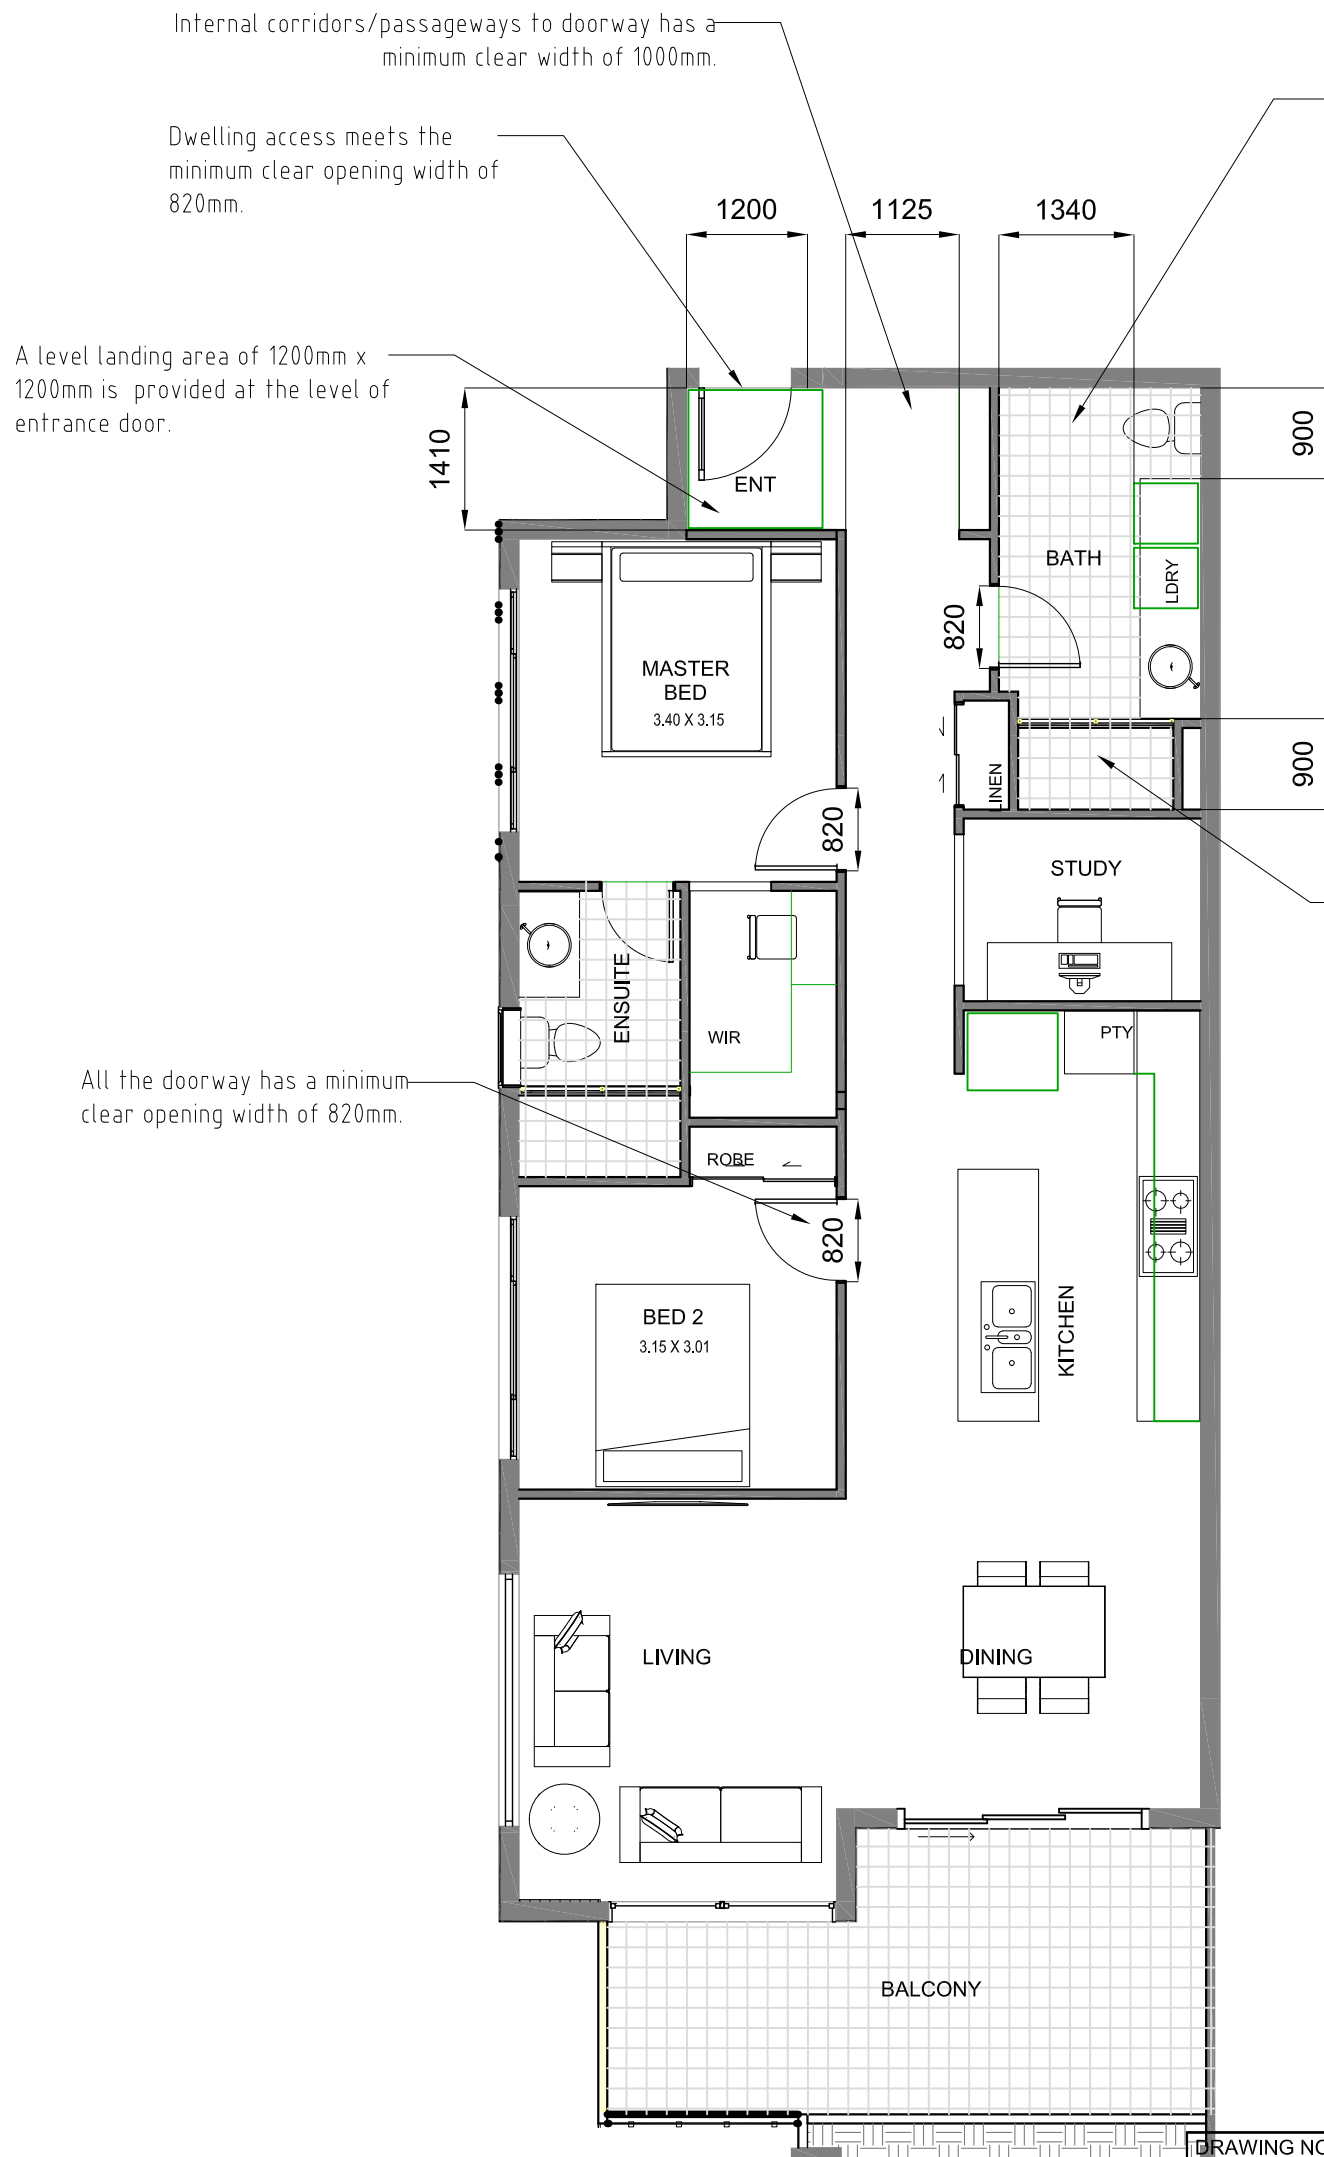 Internal corridors/passageways to doorway has a
minimum clear width of 1000mm.
Dwelling access meets the
minimum clear opening width of
820mm.
1200
1125
1340
A level landing area of 1200mm x
1200mm is provided at the level of
entrance door.
1410
900
ENT
BATH
LDRY
820
MASTER
BED
3.40 X 3.15
LINEN
900
820
STUDY
ENSUITE
WIR
PTY
All the doorway has a minimum
clear opening width of 820mm.
ROBE
820
BED 2
3.15 X 3.01
KITCHEN
LIVING
DINING
BALCONY
DRAWING NO